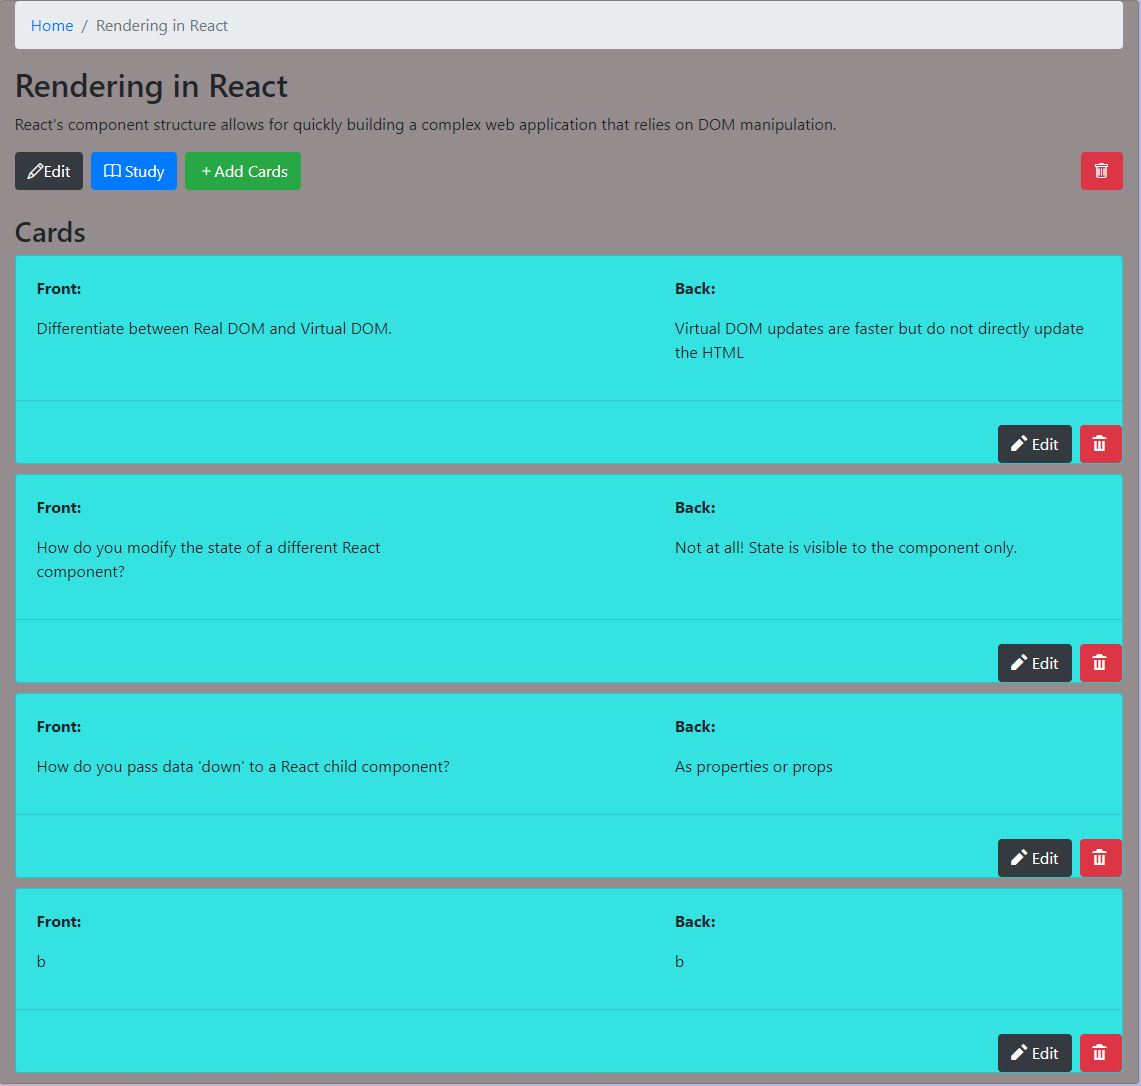 Home / Rendering in React
Rendering in React
React's component structure allows for quickly building a complex web application that relies on DOM manipulation.
Edit Study + Add Cards
Cards
Front: Back:
Differentiate between Real DOM and Virtual DOM. Virtual DOM updates are faster but do not directly update
the HTML
Edit
Front: Back:
How do you modify the state of a different React Not at all! State is visible to the component only.
component?
Edit
Front: Back:
How do you pass data 'down' to a React child component? As properties or props
Edit
Front: Back:
b b
Edit